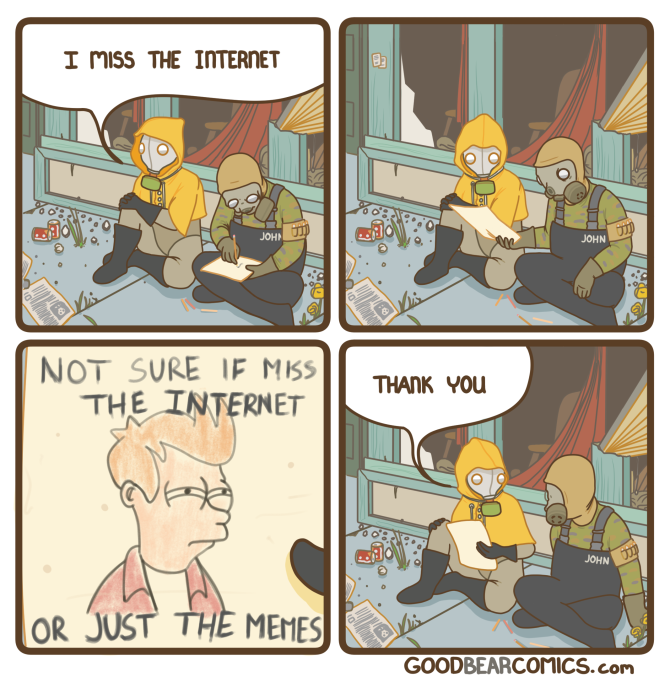 I MISS THE INTERNET
JOHN
JOHN
NOT SURE IF MISS
THE INTERNET
OR JUST THE MEMES
THANK YOU
JOHN
GOODBEARCOMICS.com